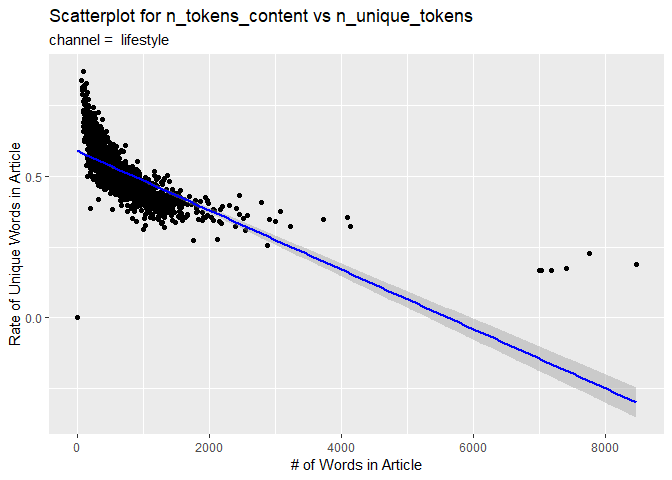 Scatterplot for n_tokens_content vs n_unique_tokens
channel =  lifestyle
Rate of Unique Words in Article
0.5
0.0
0
2000
4000
6000
8000
# of Words in Article